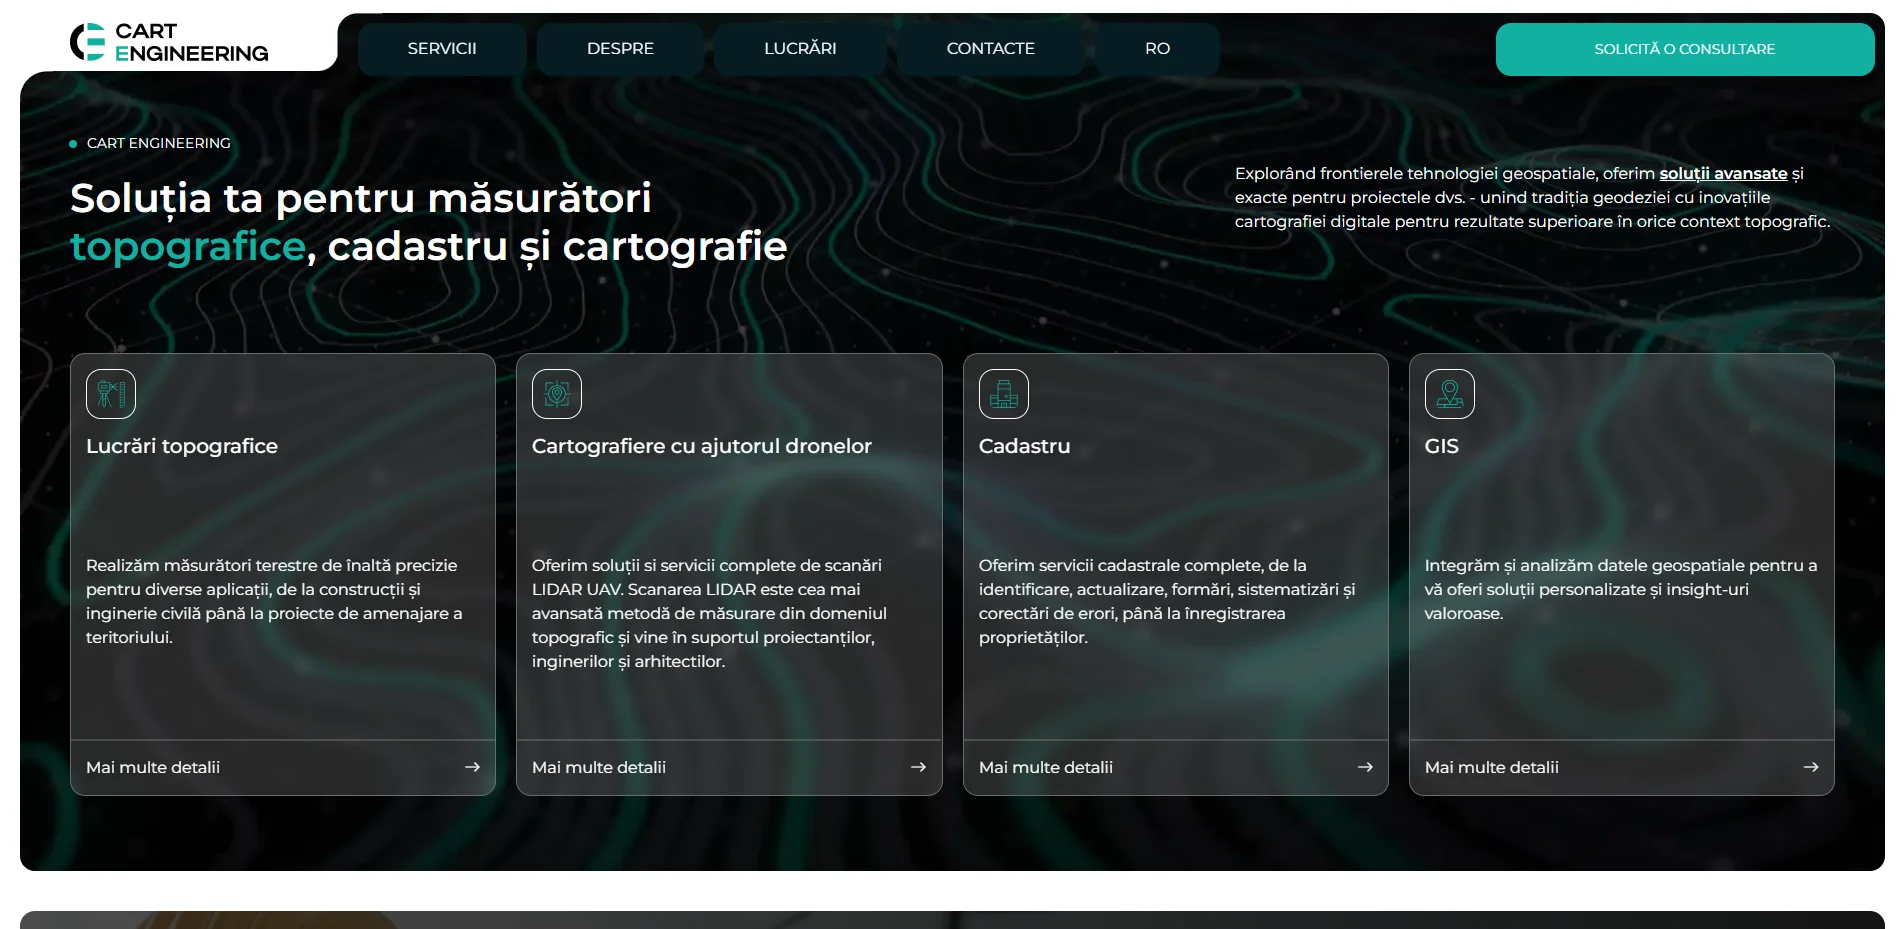 CART
ENGINEERING
SERVICII
DESPRE
LUCRĂRI
CONTACTE
RO
SOLICITĂ O CONSULTARE
CART ENGINEERING
Soluția ta pentru măsurători
topografice, cadastru și cartografie
Explorând frontierele tehnologiei geospatiale, oferim soluții avansate și
exacte pentru proiectele dvs. - unind tradiția geodeziei cu inovațiile
cartografiei digitale pentru rezultate superioare în orice context topografic.
Lucrări topografice
Realizăm măsurători terestre de înaltă precizie
pentru diverse aplicații, de la construcții și
inginerie civilă până la proiecte de amenajare a
teritoriului.
Mai multe detalii
Cartografiere cu ajutorul dronelor
Oferim soluții si servicii complete de scanări
LIDAR UAV. Scanarea LIDAR este cea mai
avansată metodă de măsurare din domeniul
topografic și vine în suportul proiectanților,
inginerilor și arhitectilor.
Mai multe detalii
Cadastru
Oferim servicii cadastrale complete, de la
identificare, actualizare, formări, sistematizări și
corectări de erori, până la înregistrarea
proprietăților.
Mai multe detalii
GIS
Integrăm și analizăm datele geospatiale pentru a
vă oferi soluții personalizate și insight-uri
valoroase.
Mai multe detalii